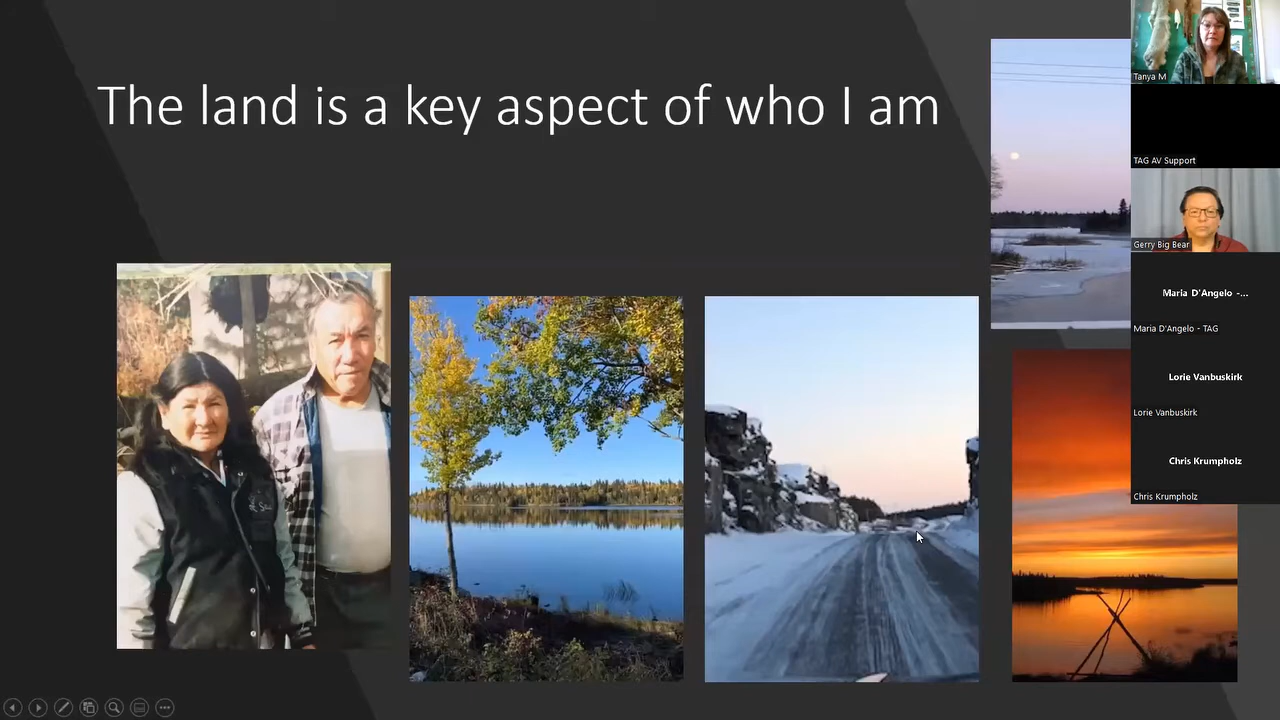 The land is a key aspect of who I am
Tanya M
TAG AV Support
Gerry Big Bear
Maria D'Angelo -...
Maria D'Angelo - TAG
Lorie Vanbuskirk
Lorie Vanbuskirk
Chris Krumpholz
Chris Krumpholz